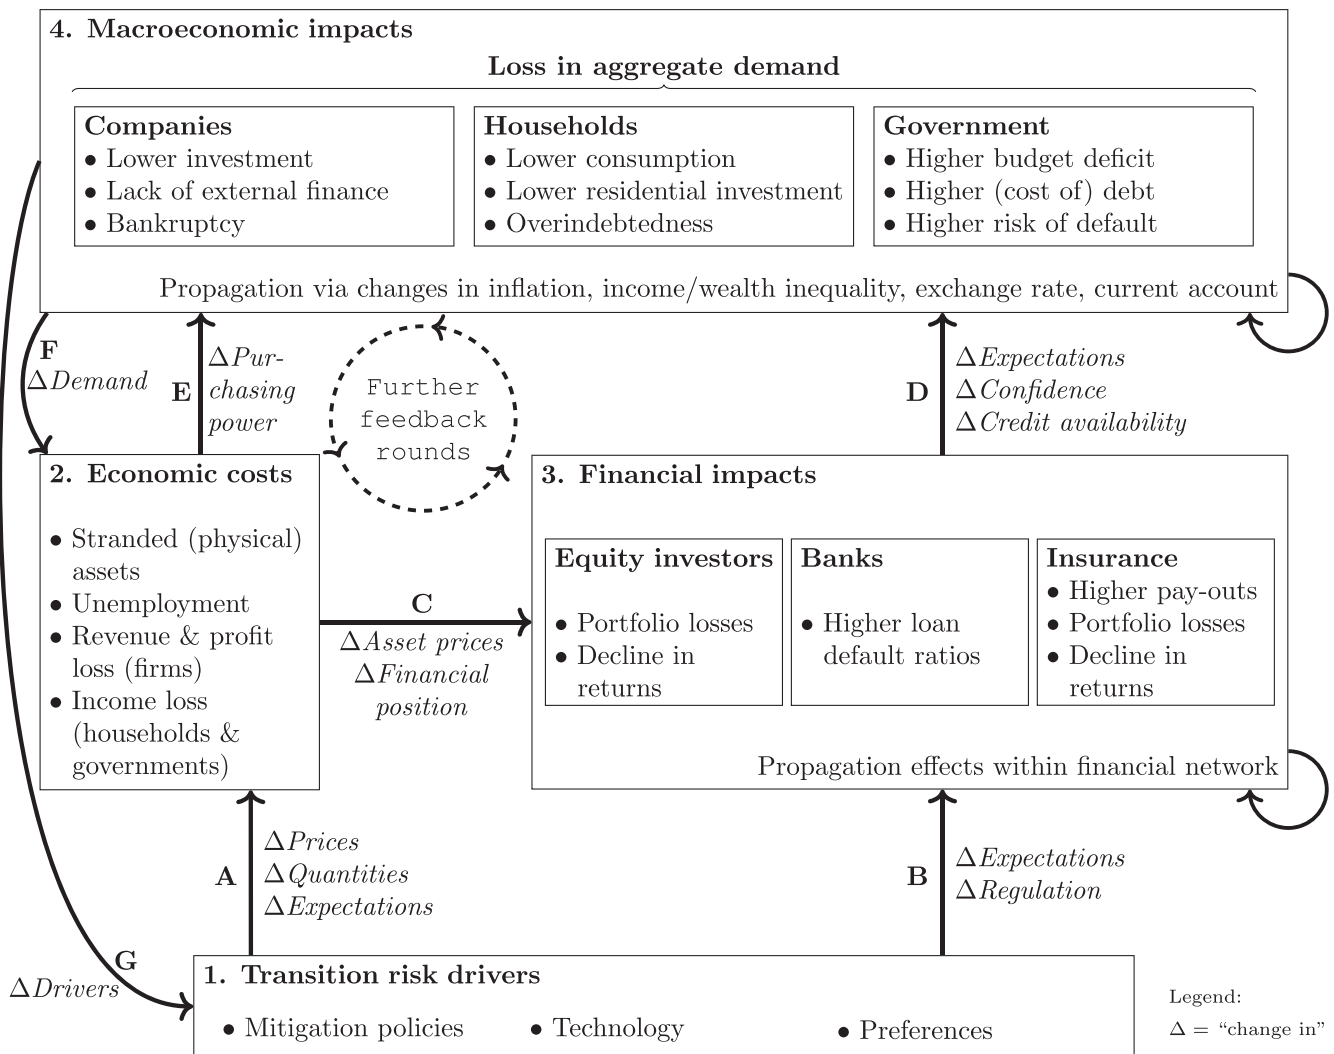 4. Macroeconomic impacts
Loss in aggregate demand
Companies
• Lower investment
• Lack of external finance
• Bankruptcy
Households
• Lower consumption
• Lower residential investment
• Overindebtedness
Government
• Higher budget deficit
• Higher (cost of) debt
• Higher risk of default
Propagation via changes in inflation, income/wealth inequality, exchange rate, current account
F
ΔDemand
E
ΔPur-
chasing
power
Further
feedback
rounds
D
ΔExpectations
ΔConfidence
ΔCredit availability
2. Economic costs
• Stranded (physical)
assets
• Unemployment
• Revenue & profit
loss (firms)
• Income loss
(households &
governments)
C
ΔAsset prices
ΔFinancial
position
3. Financial impacts
Equity investors
• Portfolio losses
• Decline in
returns
Banks
• Higher loan
default ratios
Insurance
• Higher pay-outs
• Portfolio losses
• Decline in
returns
Propagation effects within financial network
A
ΔPrices
ΔQuantities
ΔExpectations
B
ΔExpectations
ΔRegulation
G
ΔDrivers
1. Transition risk drivers
• Mitigation policies
• Technology
• Preferences
Legend:
Δ = “change in”